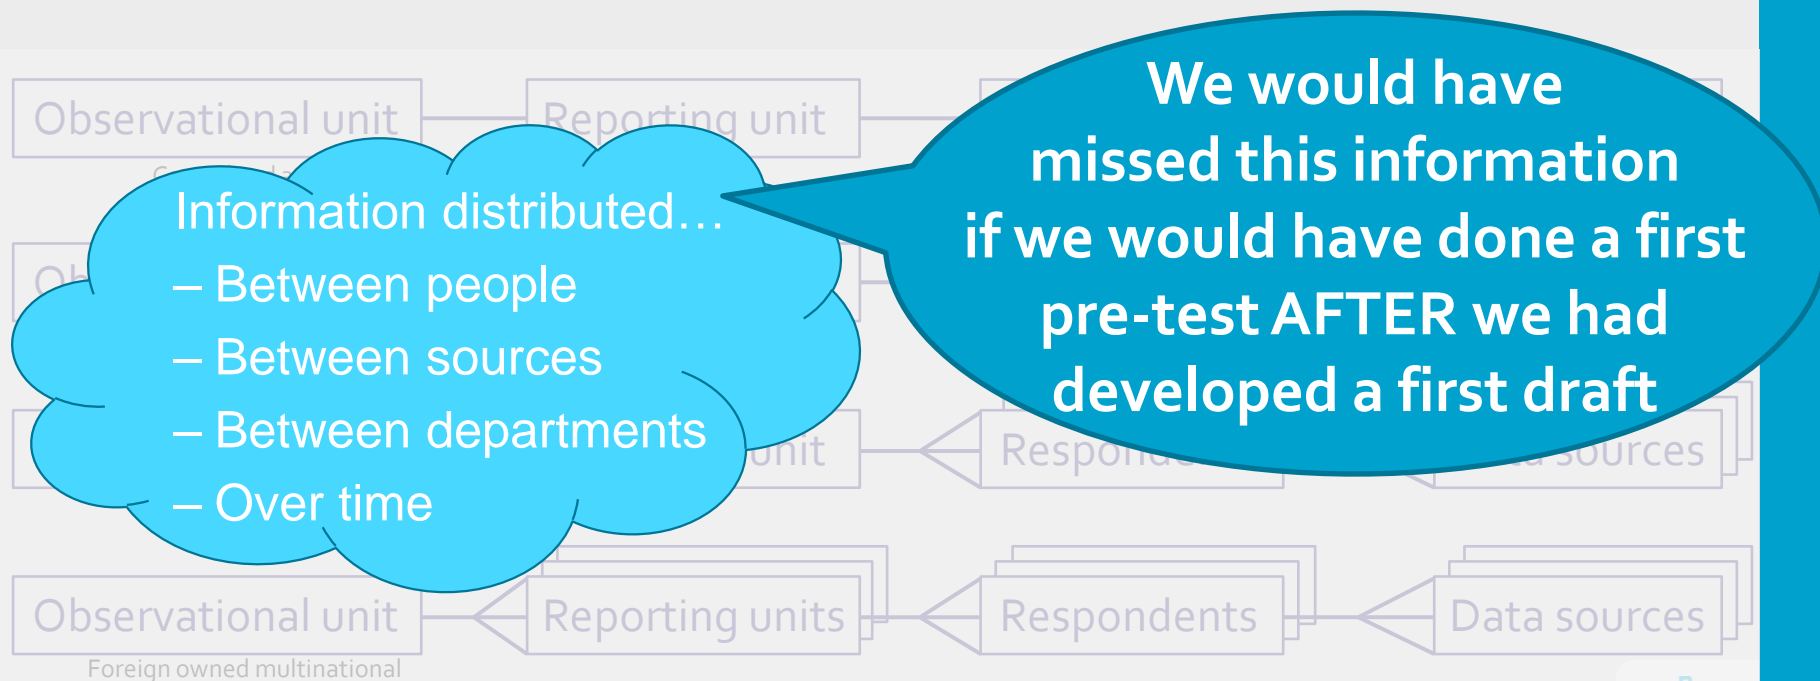 Observational unit
Reporting unit
We would have
missed this information
if we would have done a first
pre-test AFTER we had
developed a first draft
Information distributed…
– Between people
– Between sources
– Between departments
– Over time
unit
sources
Observational unit
Reporting units
Respondents
Data sources
Foreign owned multinational